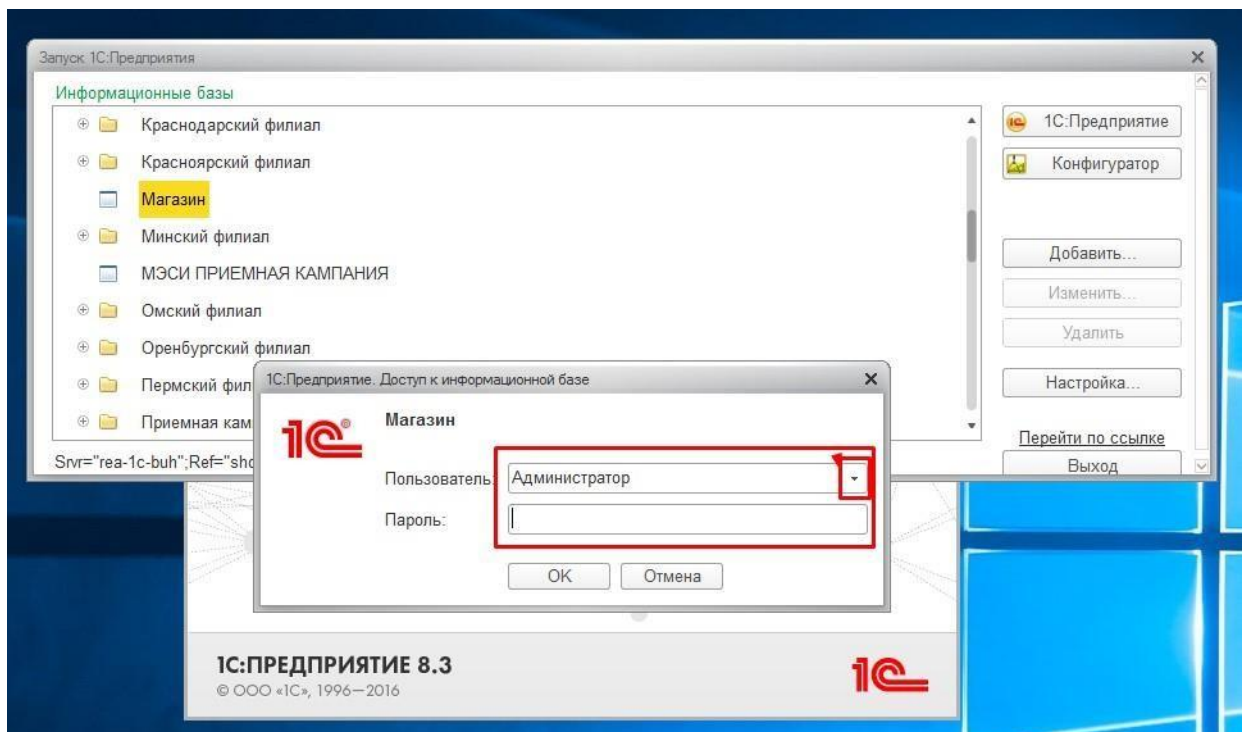 Запуск 1С:Предприятия
Информационные базы
Краснодарский филиал
Красноярский филиал
Магазин
Минский филиал
МЭСИ ПРИЕМНАЯ КАМПАНИЯ
Омский филиал
Оренбургский филиал
Пермский фил
Приемная кам
Srvr="rea-1c-buh";Ref="sho
1С:Предприятие
Конфигуратор
Добавить...
Изменить...
Удалить
Настройка...
Перейти по ссылке
Выход
1С:Предприятие. Доступ к информационной базе
1С
Магазин
Пользователь: Администратор
Пароль:
OK Отмена
1С:ПРЕДПРИЯТИЕ 8.3
© ООО «1С», 1996—2016
1С